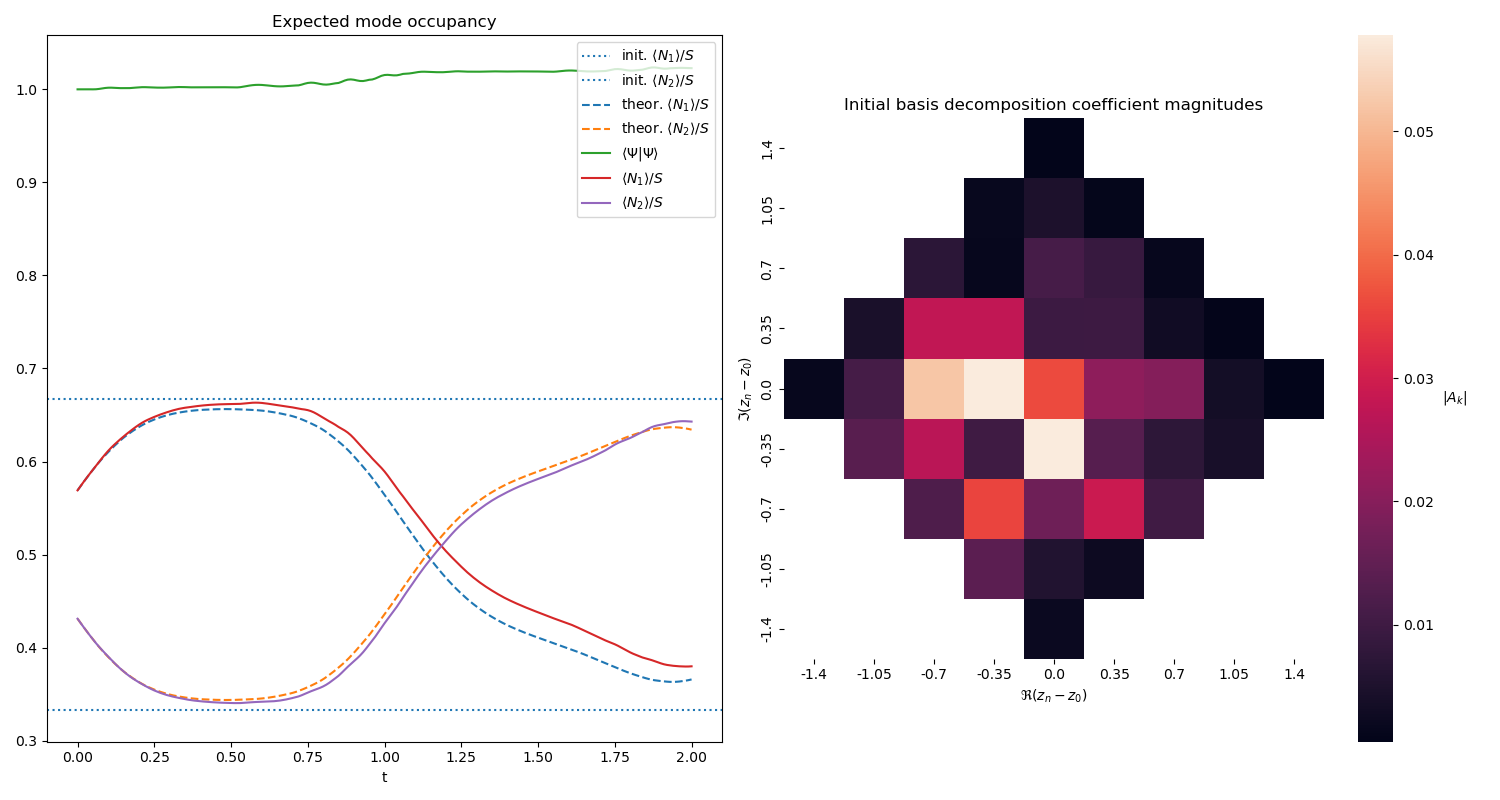 Expected mode occupancy
init. ⟨N₁⟩/S
init. ⟨N₂⟩/S
theor. ⟨N₁⟩/S
theor. ⟨N₂⟩/S
⟨Ψ|Ψ⟩
⟨N₁⟩/S
⟨N₂⟩/S
1.0
0.9
0.8
0.7
0.6
0.5
0.4
0.3
0.00 0.25 0.50 0.75 1.00 1.25 1.50 1.75 2.00
t
Initial basis decomposition coefficient magnitudes
1.4
1.05
0.7
0.35
0.0
-0.35
-0.7
-1.05
-1.4
ℑ(zₙ − z₀)
-1.4 -1.05 -0.7 -0.35 0.0 0.35 0.7 1.05 1.4
ℜ(zₙ − z₀)
0.05
0.04
0.03
0.02
0.01
|Aₖ|